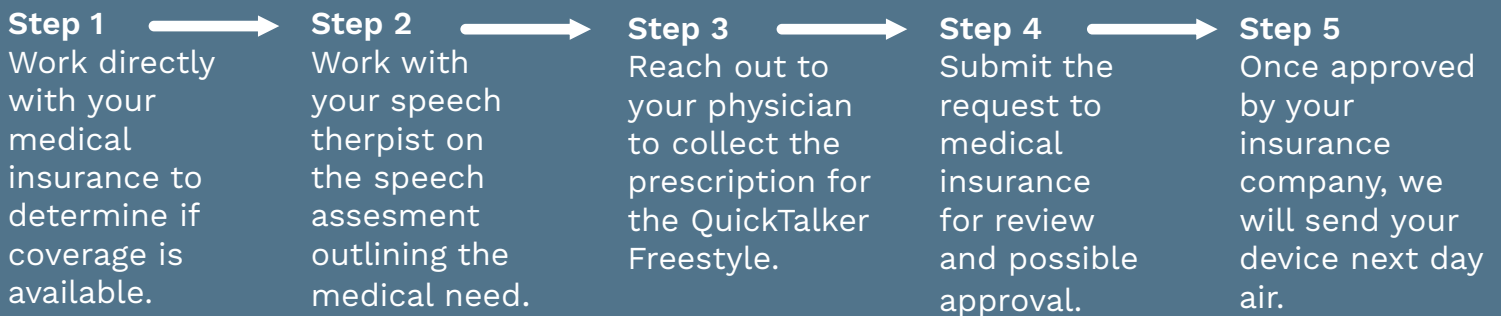 Step 1
Work directly
with your
medical
insurance to
determine if
coverage is
available.
Step 2
Work with
your speech
therpist on
the speech
assesment
outlining the
medical need.
Step 3
Reach out to
your physician
to collect the
prescription for
the QuickTalker
Freestyle.
Step 4
Submit the
request to
medical
insurance
for review
and possible
approval.
Step 5
Once approved
by your
insurance
company, we
will send your
device next day
air.